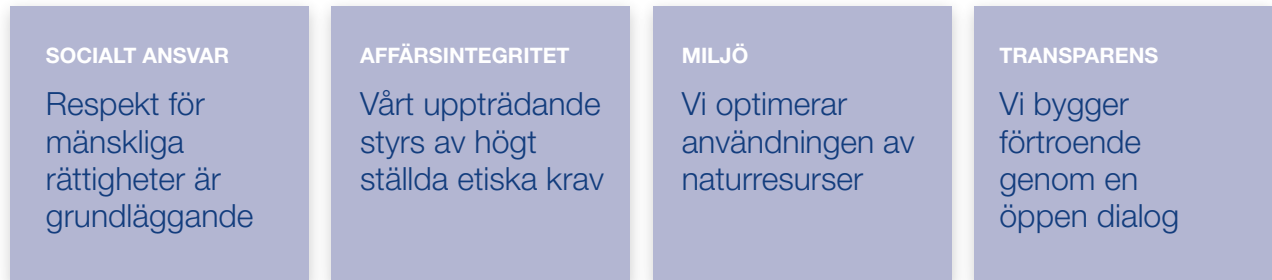 SOCIALT ANSVAR
Respekt för
mänskliga
rättigheter är
grundläggande
AFFÄRSINTEGRITET
Vårt uppträdande
styrs av högt
ställda etiska krav
MILJÖ
Vi optimerar
användningen av
naturresurser
TRANSPARENS
Vi bygger
förtroende
genom en
öppen dialog